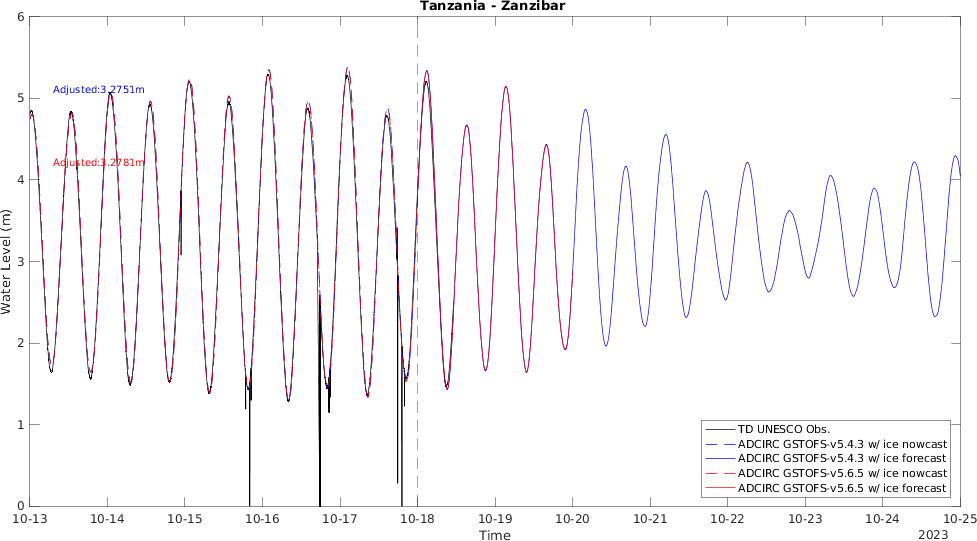 Tanzania - Zanzibar
6
5
4
3
2
1
0
Water Level (m)
Adjusted:3.2751m
Adjusted:3.2781m
TD UNESCO Obs.
ADCIRC GSTOFS-v5.4.3 w/ ice nowcast
ADCIRC GSTOFS-v5.4.3 w/ ice forecast
ADCIRC GSTOFS-v5.6.5 w/ ice nowcast
ADCIRC GSTOFS-v5.6.5 w/ ice forecast
10-13 10-14 10-15 10-16 10-17 10-18 10-19 10-20 10-21 10-22 10-23 10-24 10-25
Time
2023